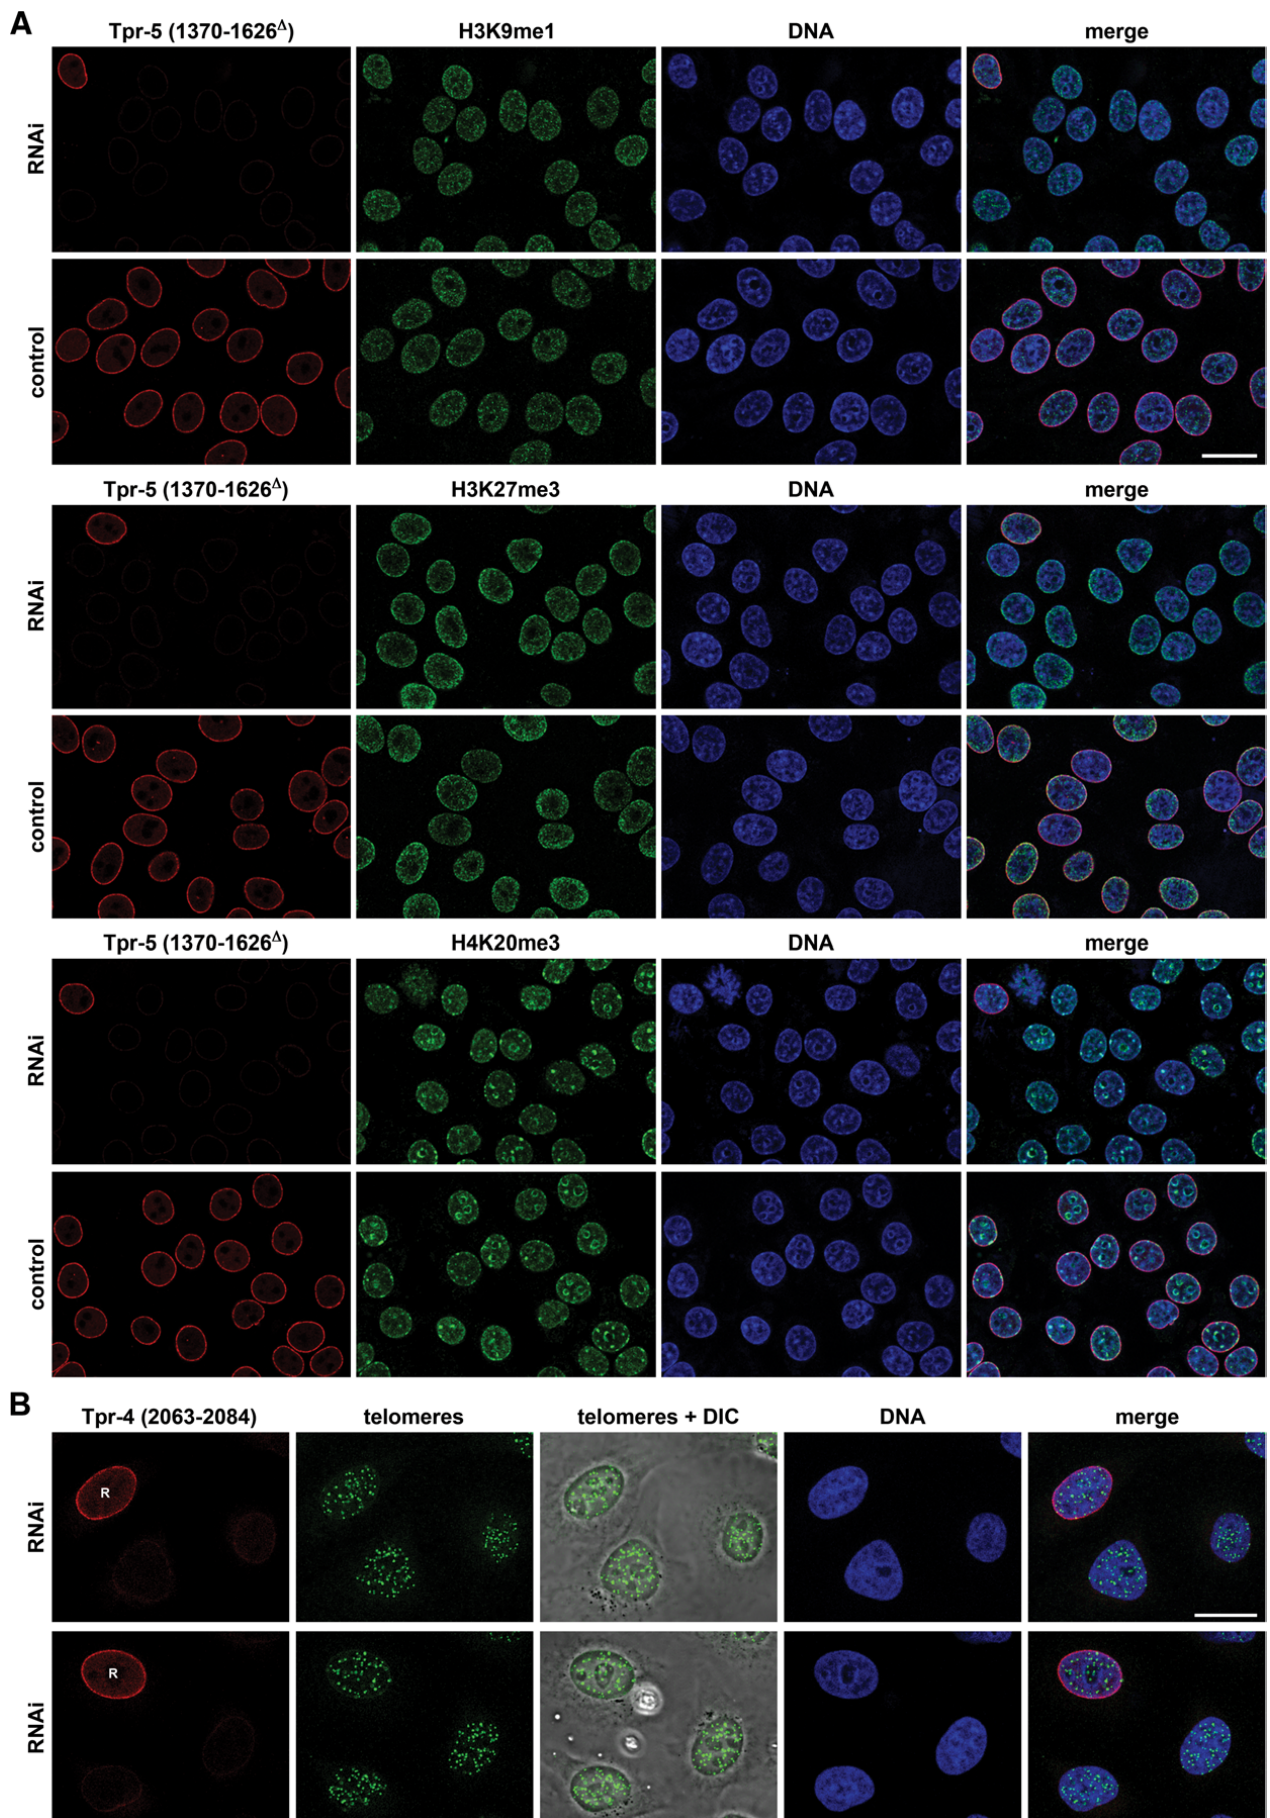 A
Tpr-5 (1370-1626Δ) H3K9me1 DNA merge
RNAi
control
Tpr-5 (1370-1626Δ) H3K27me3 DNA merge
RNAi
control
Tpr-5 (1370-1626Δ) H4K20me3 DNA merge
RNAi
control
B
Tpr-4 (2063-2084) telomeres telomeres + DIC DNA merge
RNAi
R
RNAi
R